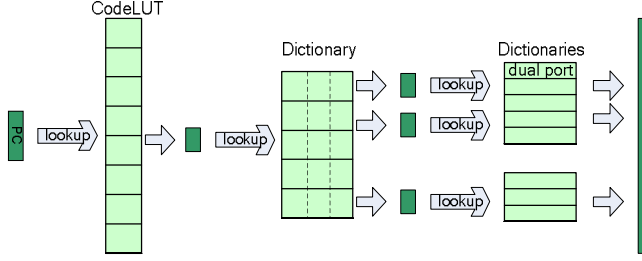 CodeLUT
Dictionary
Dictionaries
dual port
PC
lookup
lookup
lookup
lookup
lookup